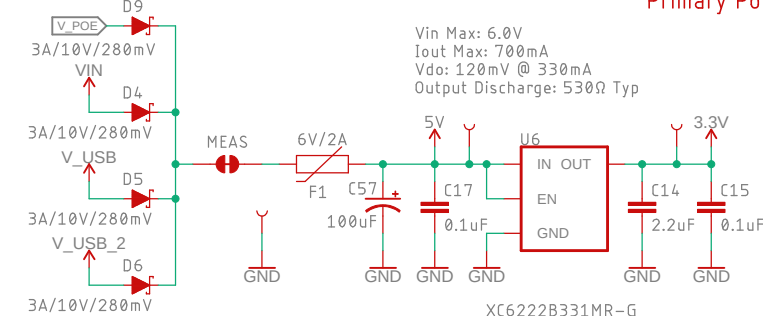 Primary Po
D9
V_POE
3A/10V/280mV
VIN
D4
3A/10V/280mV
V_USB
D5
3A/10V/280mV
V_USB_2
D6
3A/10V/280mV
MEAS
6V/2A
F1
GND
Vin Max: 6.0V
Iout Max: 700mA
Vdo: 120mV @ 330mA
Output Discharge: 530Ω Typ
5V
C57
100uF
GND
C17
0.1uF
GND
U6
IN OUT
EN
GND
GND
XC6222B331MR-G
3.3V
C14
2.2uF
GND
C15
0.1uF
GND